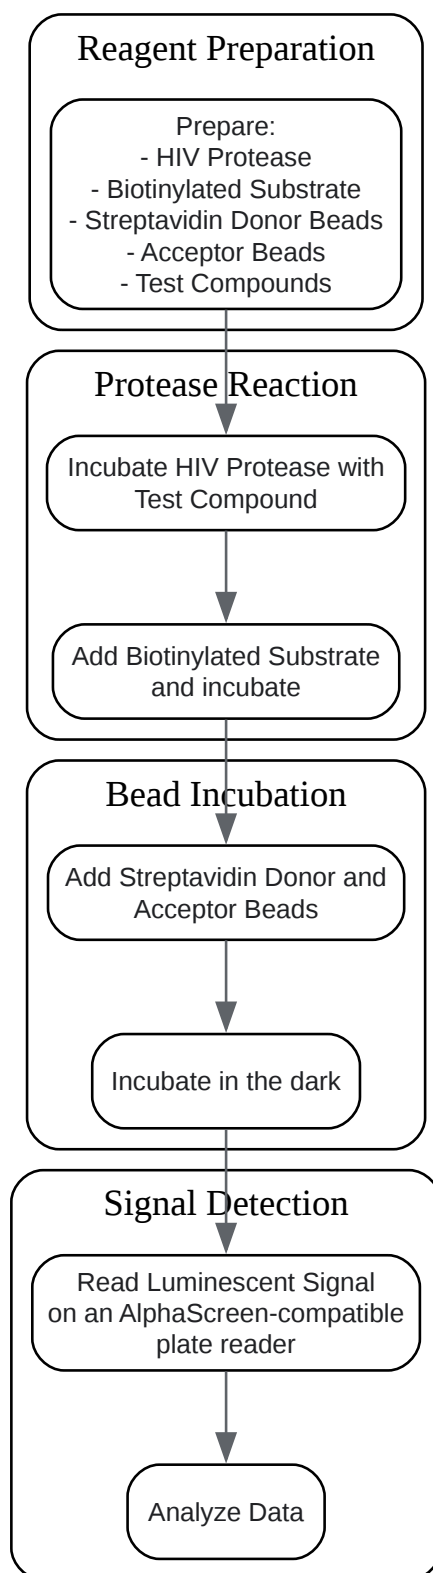 Reagent Preparation
Prepare:
- HIV Protease
- Biotinylated Substrate
- Streptavidin Donor Beads
- Acceptor Beads
- Test Compounds
Protease Reaction
Incubate HIV Protease with
Test Compound
Add Biotinylated Substrate
and incubate
Bead Incubation
Add Streptavidin Donor and
Acceptor Beads
Incubate in the dark
Signal Detection
Read Luminescent Signal
on an AlphaScreen-compatible
plate reader
Analyze Data